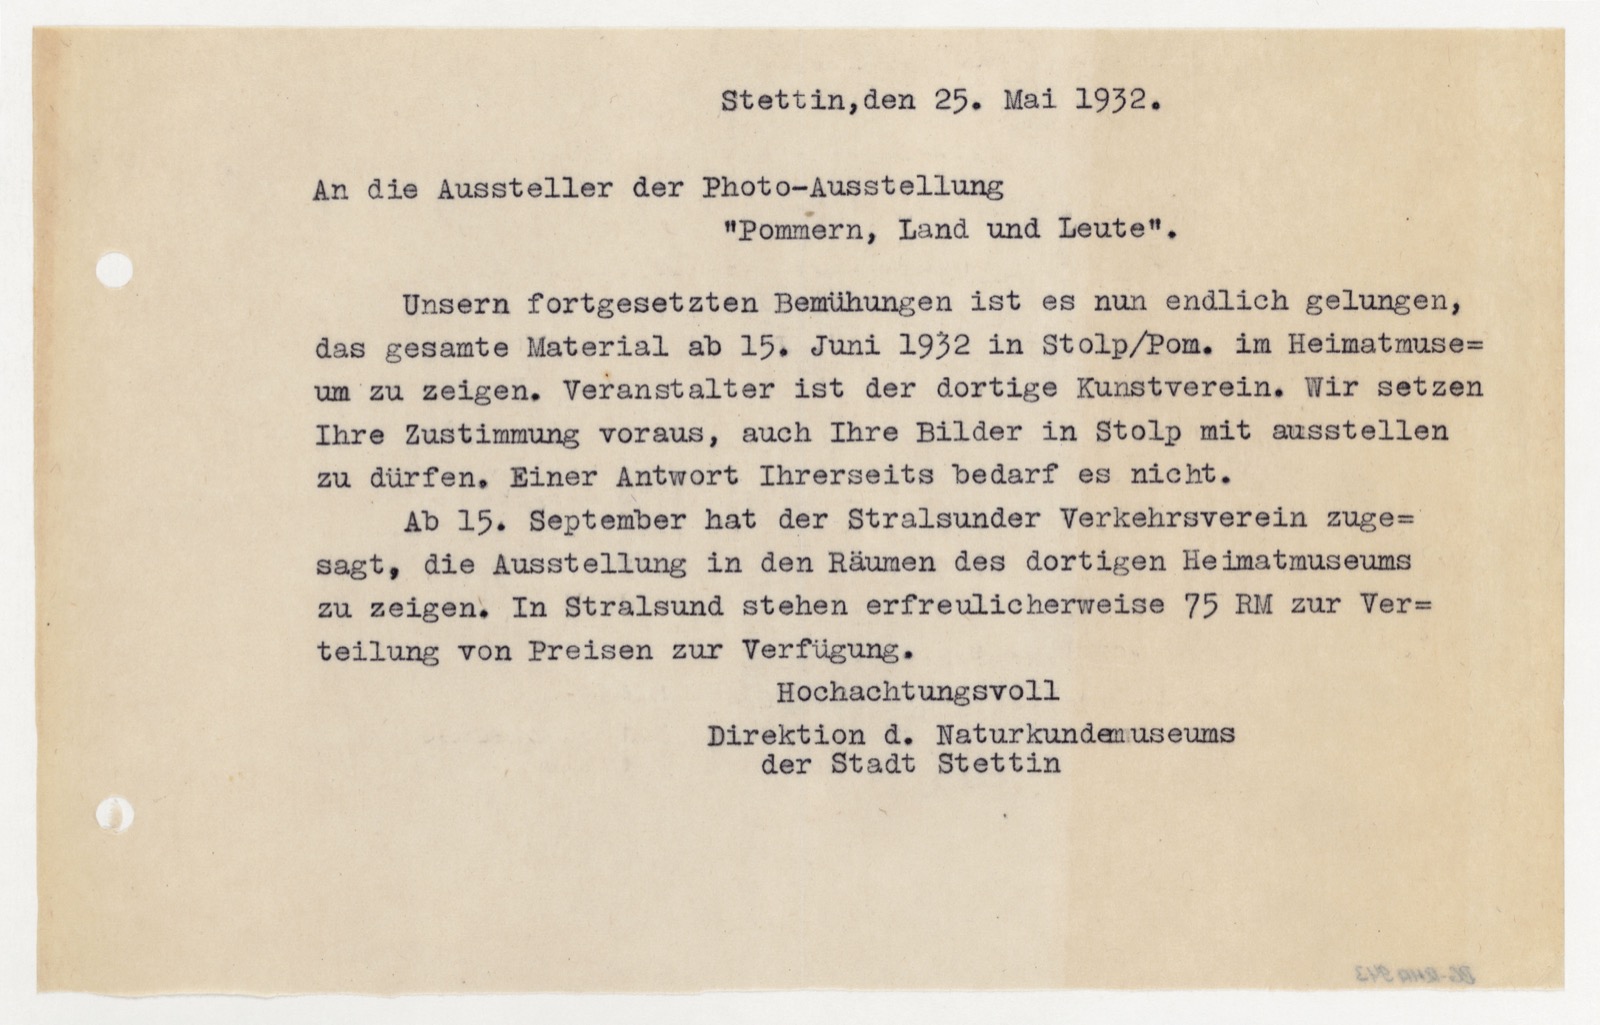 Stettin,den 25. Mai 1932.
An die Aussteller der Photo-Ausstellung
"Pommern, Land und Leute".
Unsern fortgesetzten Bemühungen ist es nun endlich gelungen,
das gesamte Material ab 15. Juni 1932 in Stolp/Pom. im Heimatmuse=
um zu zeigen. Veranstalter ist der dortige Kunstverein. Wir setzen
Ihre Zustimmung voraus, auch Ihre Bilder in Stolp mit ausstellen
zu dürfen. Einer Antwort Ihrerseits bedarf es nicht.
Ab 15. September hat der Stralsunder Verkehrsverein zuge=
sagt, die Ausstellung in den Räumen des dortigen Heimatmuseums
zu zeigen. In Stralsund stehen erfreulicherweise 75 RM zur Ver=
teilung von Preisen zur Verfügung.
Hochachtungsvoll
Direktion d. Naturkundemuseums
der Stadt Stettin